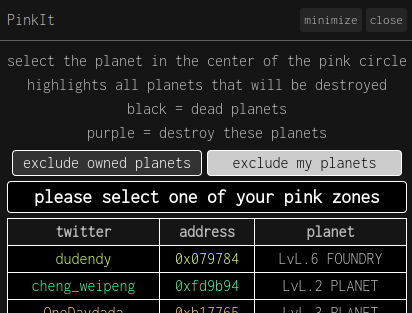 PinkIt minimize close
select the planet in the center of the pink circle
highlights all planets that will be destroyed
black = dead planets
purple = destroy these planets
exclude owned planets exclude my planets
please select one of your pink zones
twitter address planet
dudendy 0x079784 LvL.6 FOUNDRY
cheng_weipeng 0xfd9b94 LvL.2 PLANET
OneDaydada 0xb17765 LvL.3 PLANET